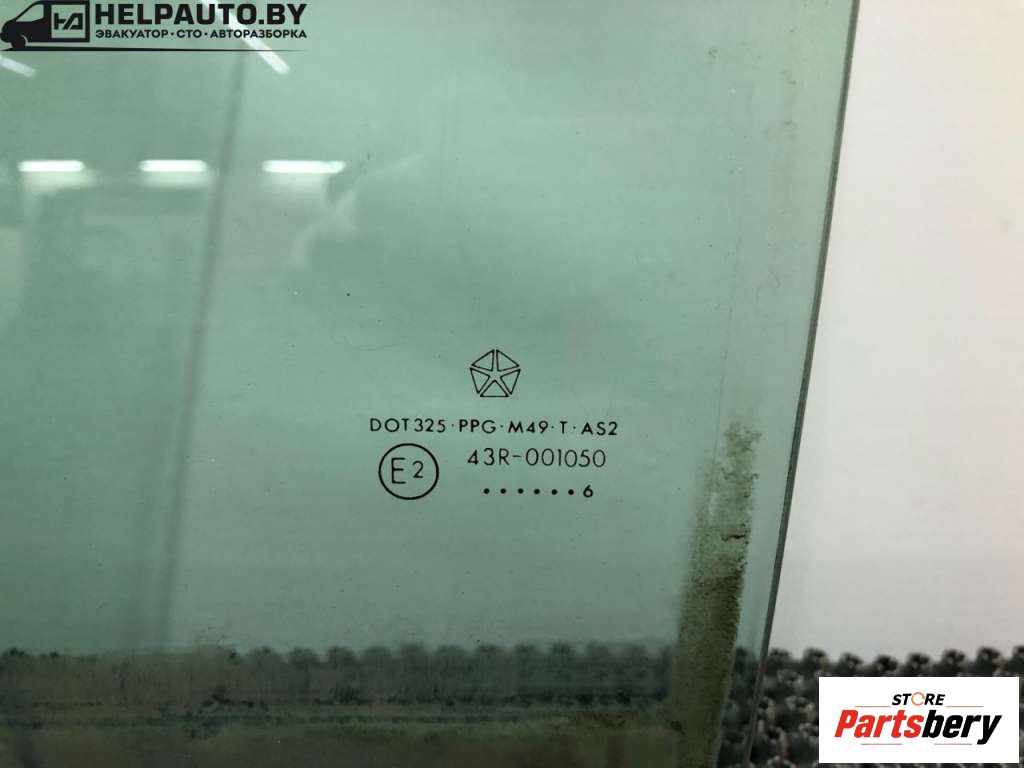 HELPAUTO.BY
ЭВАКУАТОР • СТО • АВТОРАЗБОРКА
DOT325·PPG·M49·T·AS2
E2
43R-001050
······6
STORE
Partsbery